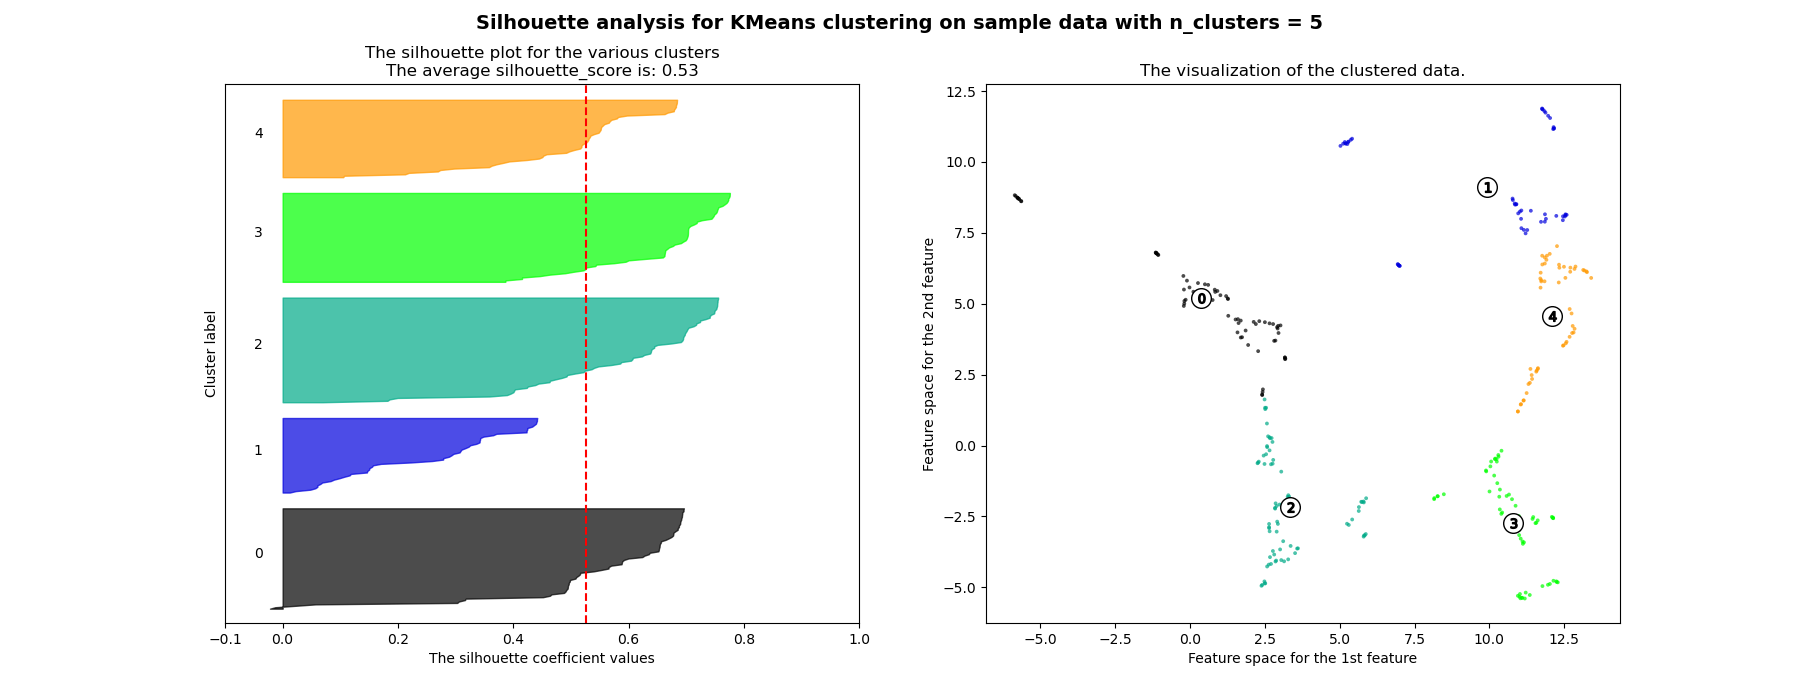 Silhouette analysis for KMeans clustering on sample data with n_clusters = 5
The silhouette plot for the various clusters
The average silhouette_score is: 0.53
4
3
2
1
0
Cluster label
−0.1 0.0 0.2 0.4 0.6 0.8 1.0
The silhouette coefficient values
The visualization of the clustered data.
12.5
10.0
7.5
5.0
2.5
0.0
−2.5
−5.0
Feature space for the 2nd feature
1
0
4
2
3
−5.0 −2.5 0.0 2.5 5.0 7.5 10.0 12.5
Feature space for the 1st feature